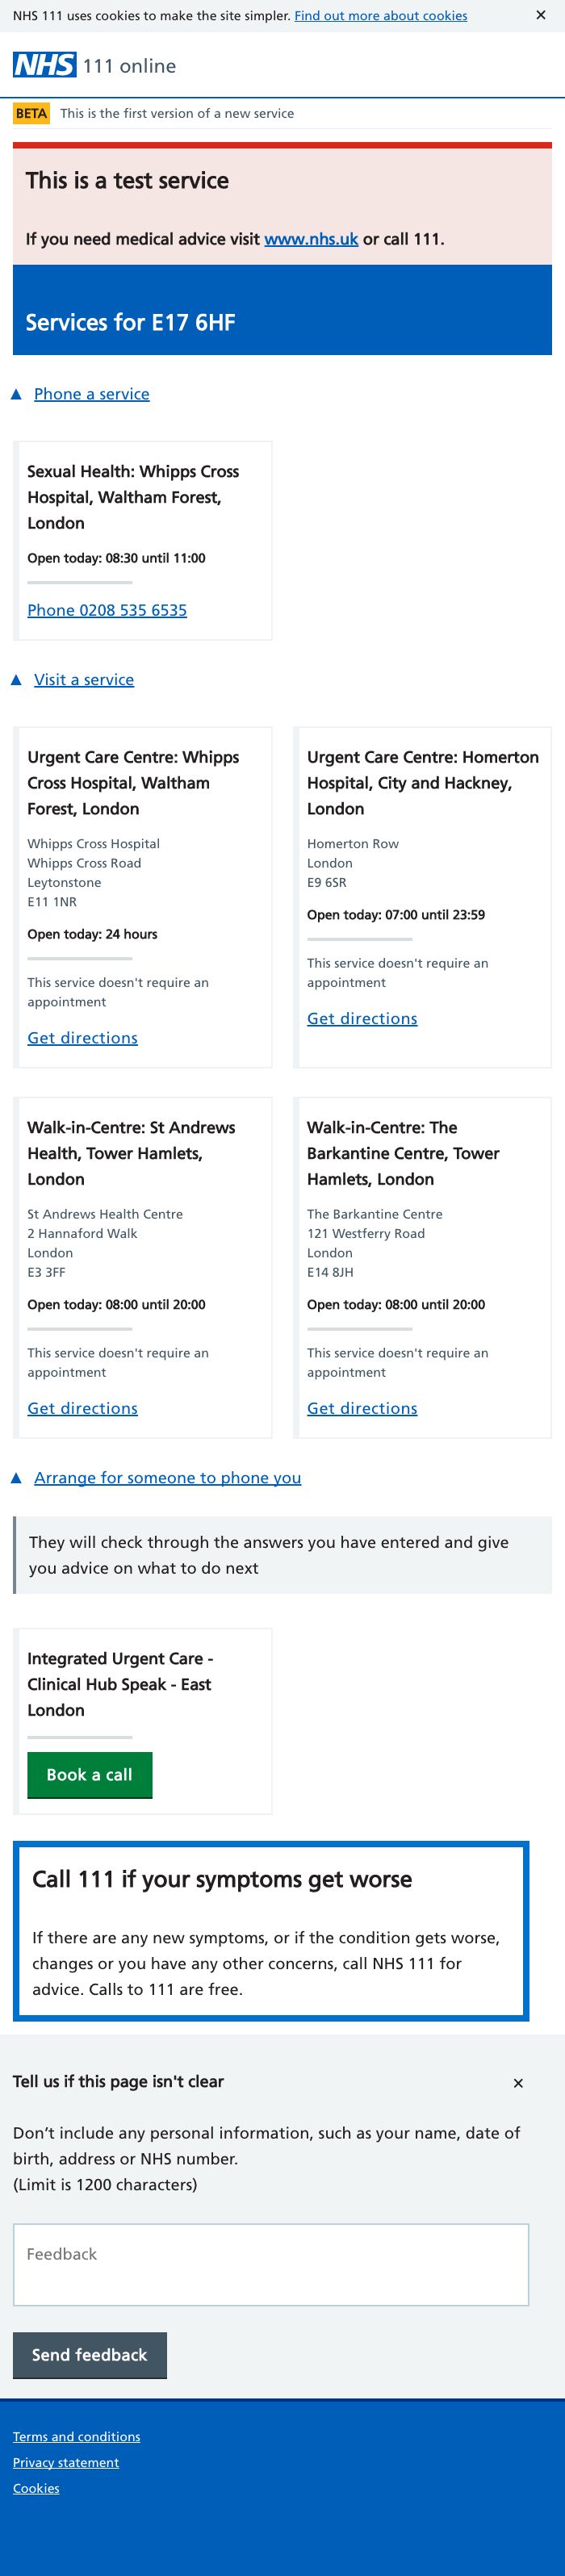 NHS 111 uses cookies to make the site simpler. Find out more about cookies ✕
NHS 111 online
BETA This is the first version of a new service
This is a test service
If you need medical advice visit www.nhs.uk or call 111.
Services for E17 6HF
▲ Phone a service
Sexual Health: Whipps Cross
Hospital, Waltham Forest,
London
Open today: 08:30 until 11:00
Phone 0208 535 6535
▲ Visit a service
Urgent Care Centre: Whipps
Cross Hospital, Waltham
Forest, London
Whipps Cross Hospital
Whipps Cross Road
Leytonstone
E11 1NR
Open today: 24 hours
This service doesn't require an
appointment
Get directions
Urgent Care Centre: Homerton
Hospital, City and Hackney,
London
Homerton Row
London
E9 6SR
Open today: 07:00 until 23:59
This service doesn't require an
appointment
Get directions
Walk-in-Centre: St Andrews
Health, Tower Hamlets,
London
St Andrews Health Centre
2 Hannaford Walk
London
E3 3FF
Open today: 08:00 until 20:00
This service doesn't require an
appointment
Get directions
Walk-in-Centre: The
Barkantine Centre, Tower
Hamlets, London
The Barkantine Centre
121 Westferry Road
London
E14 8JH
Open today: 08:00 until 20:00
This service doesn't require an
appointment
Get directions
▲ Arrange for someone to phone you
They will check through the answers you have entered and give
you advice on what to do next
Integrated Urgent Care -
Clinical Hub Speak - East
London
Book a call
Call 111 if your symptoms get worse
If there are any new symptoms, or if the condition gets worse,
changes or you have any other concerns, call NHS 111 for
advice. Calls to 111 are free.
Tell us if this page isn't clear ✕
Don’t include any personal information, such as your name, date of
birth, address or NHS number.
(Limit is 1200 characters)
Feedback
Send feedback
Terms and conditions
Privacy statement
Cookies